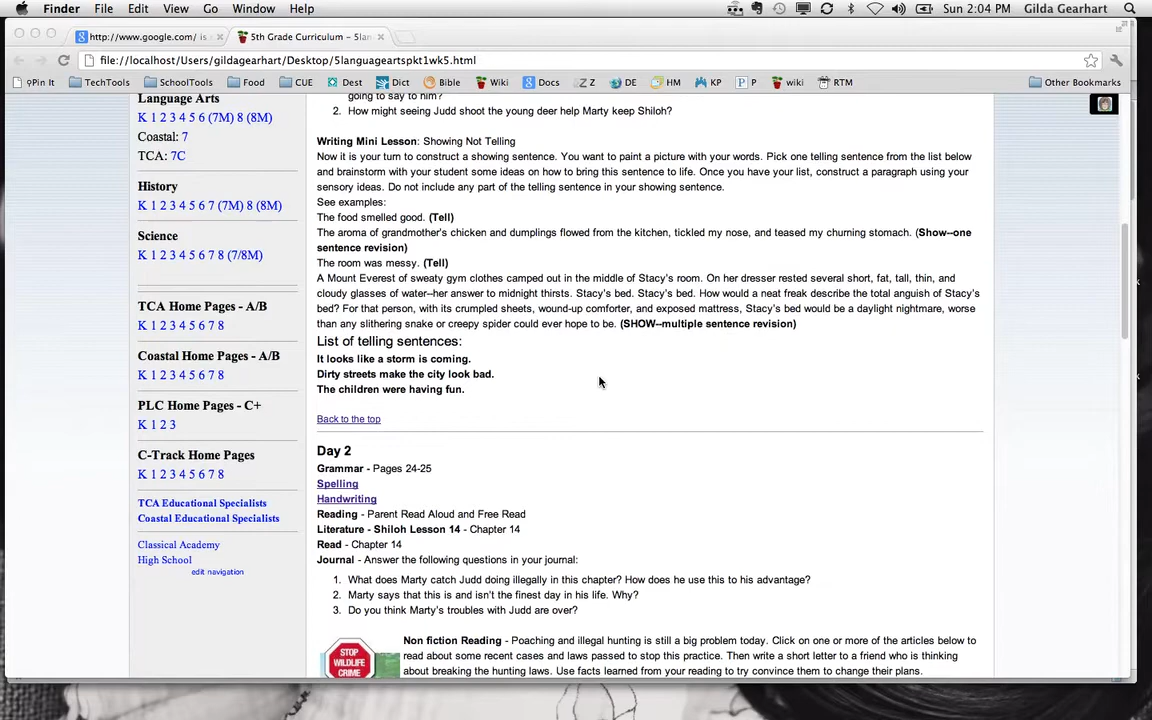 Finder File Edit View Go Window Help Sun 2:04 PM Gilda Gearhart
http://www.google.com/ is 5th Grade Curriculum – 5lan
file://localhost/Users/gildagearhart/Desktop/5languageartspkt1wk5.html
Pin It TechTools SchoolTools Food CUE Dest Dict Bible Wiki Docs Z DE HM KP P wiki RTM Other Bookmarks
Language Arts
K 1 2 3 4 5 6 (7M) 8 (8M)
Coastal: 7
TCA: 7C
History
K 1 2 3 4 5 6 7 (7M) 8 (8M)
Science
K 1 2 3 4 5 6 7 8 (7/8M)
TCA Home Pages - A/B
K 1 2 3 4 5 6 7 8
Coastal Home Pages - A/B
K 1 2 3 4 5 6 7 8
PLC Home Pages - C+
K 1 2 3
C-Track Home Pages
K 1 2 3 4 5 6 7 8
TCA Educational Specialists
Coastal Educational Specialists
Classical Academy
High School
edit navigation
going to say to him?
2. How might seeing Judd shoot the young deer help Marty keep Shiloh?
Writing Mini Lesson: Showing Not Telling
Now it is your turn to construct a showing sentence. You want to paint a picture with your words. Pick one telling sentence from the list below
and brainstorm with your student some ideas on how to bring this sentence to life. Once you have your list, construct a paragraph using your
sensory ideas. Do not include any part of the telling sentence in your showing sentence.
See examples:
The food smelled good. (Tell)
The aroma of grandmother's chicken and dumplings flowed from the kitchen, tickled my nose, and teased my churning stomach. (Show--one
sentence revision)
The room was messy. (Tell)
A Mount Everest of sweaty gym clothes camped out in the middle of Stacy's room. On her dresser rested several short, fat, tall, thin, and
cloudy glasses of water–her answer to midnight thirsts. Stacy's bed. Stacy's bed. How would a neat freak describe the total anguish of Stacy's
bed? For that person, with its crumpled sheets, wound-up comforter, and exposed mattress, Stacy's bed would be a daylight nightmare, worse
than any slithering snake or creepy spider could ever hope to be. (SHOW--multiple sentence revision)
List of telling sentences:
It looks like a storm is coming.
Dirty streets make the city look bad.
The children were having fun.
Back to the top
Day 2
Grammar - Pages 24-25
Spelling
Handwriting
Reading - Parent Read Aloud and Free Read
Literature - Shiloh Lesson 14 - Chapter 14
Read - Chapter 14
Journal - Answer the following questions in your journal:
1. What does Marty catch Judd doing illegally in this chapter? How does he use this to his advantage?
2. Marty says that this is and isn't the finest day in his life. Why?
3. Do you think Marty's troubles with Judd are over?
STOP
WILDLIFE
CRIME
Non fiction Reading - Poaching and illegal hunting is still a big problem today. Click on one or more of the articles below to
read about some recent cases and laws passed to stop this practice. Then write a short letter to a friend who is thinking
about breaking the hunting laws. Use facts learned from your reading to try convince them to change their plans.